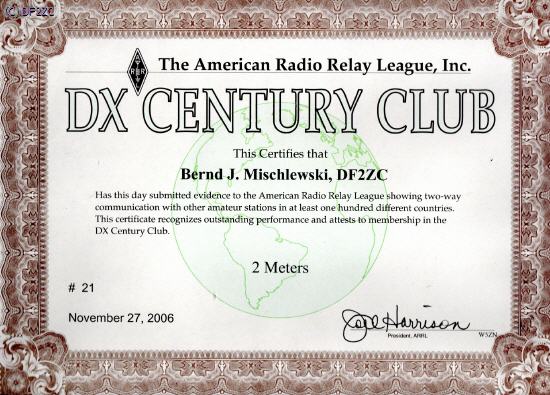 © DF2ZC
The American Radio Relay League, Inc.
DX CENTURY CLUB
This Certifies that
Bernd J. Mischlewski, DF2ZC
Has this day submitted evidence to the American Radio Relay League showing two-way
communication with other amateur stations in at least one hundred different countries.
This certificate recognizes outstanding performance and attests to membership in the
DX Century Club.
2 Meters
# 21
November 27, 2006
Joel Harrison
President, ARRL
W5ZN